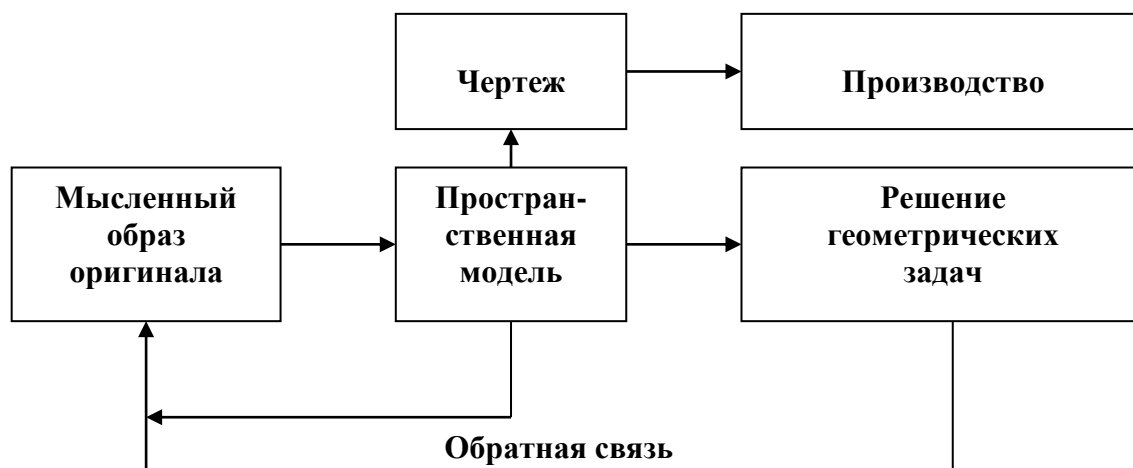 Чертеж
Производство
Мысленный
образ
оригинала
Простран-
ственная
модель
Решение
геометрических
задач
Обратная связь